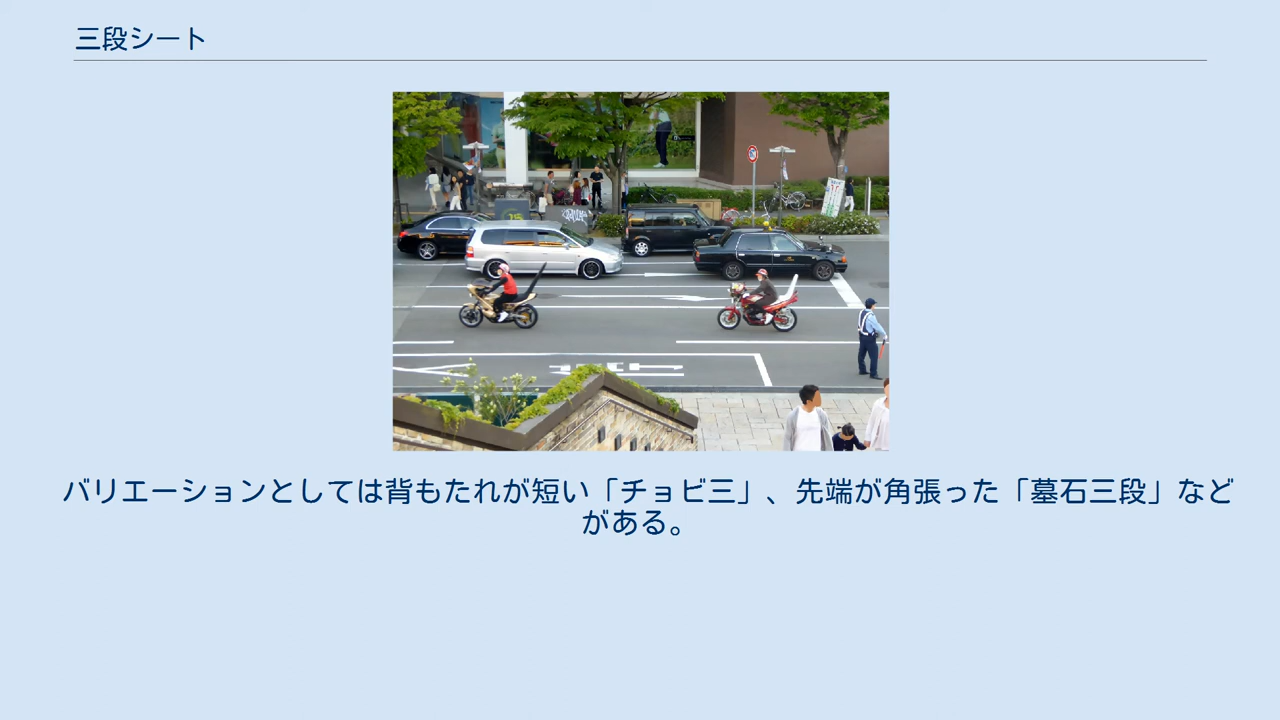 三段シート
バリエーションとしては背もたれが短い「チョビ三」、先端が角張った「墓石三段」など
がある。